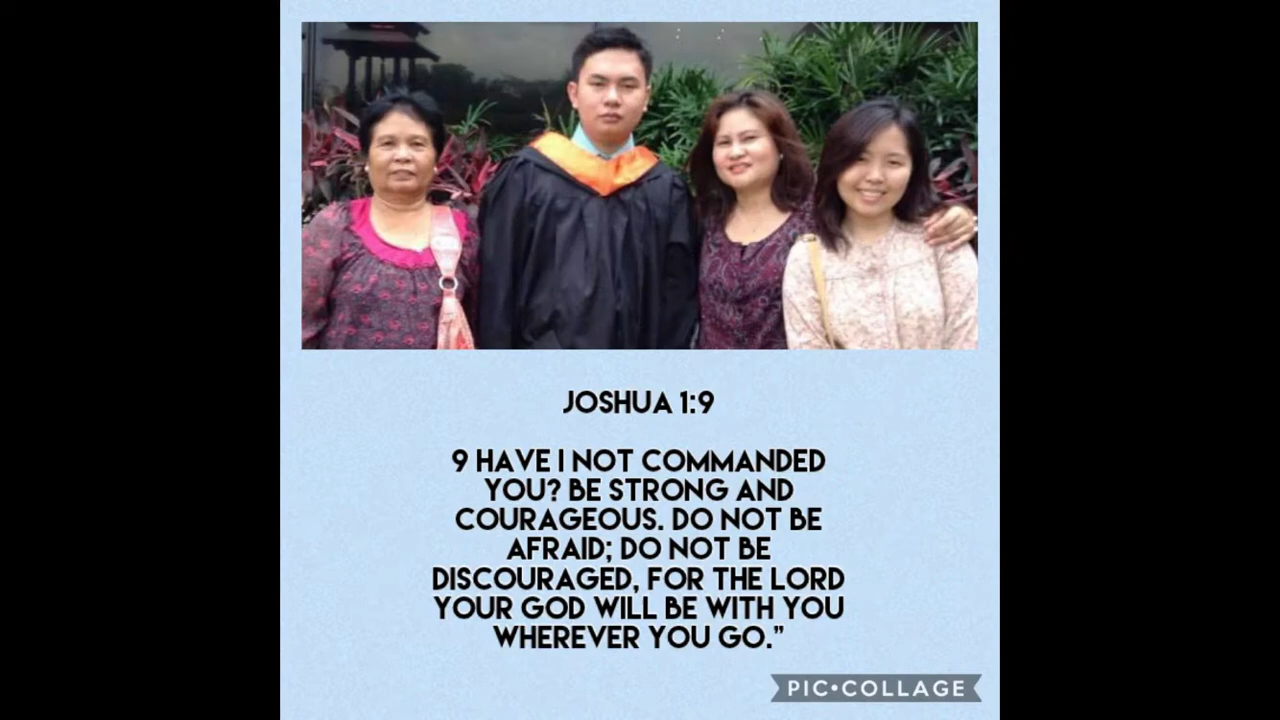 JOSHUA 1:9
9 HAVE I NOT COMMANDED
YOU? BE STRONG AND
COURAGEOUS. DO NOT BE
AFRAID; DO NOT BE
DISCOURAGED, FOR THE LORD
YOUR GOD WILL BE WITH YOU
WHEREVER YOU GO.”
PIC•COLLAGE